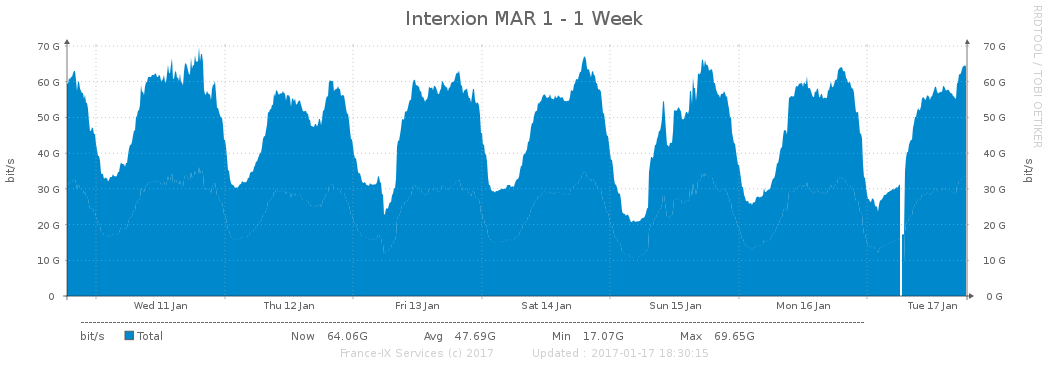 Interxion MAR 1 - 1 Week
RRDTOOL / TOBI OETIKER
bit/s
70 G
60 G
50 G
40 G
30 G
20 G
10 G
0
70 G
60 G
50 G
40 G
30 G
20 G
10 G
0 G
bit/s
Wed 11 Jan Thu 12 Jan Fri 13 Jan Sat 14 Jan Sun 15 Jan Mon 16 Jan Tue 17 Jan
bit/s Total Now 64.06G Avg 47.69G Min 17.07G Max 69.65G
France-IX Services (c) 2017 Updated : 2017-01-17 18:30:15